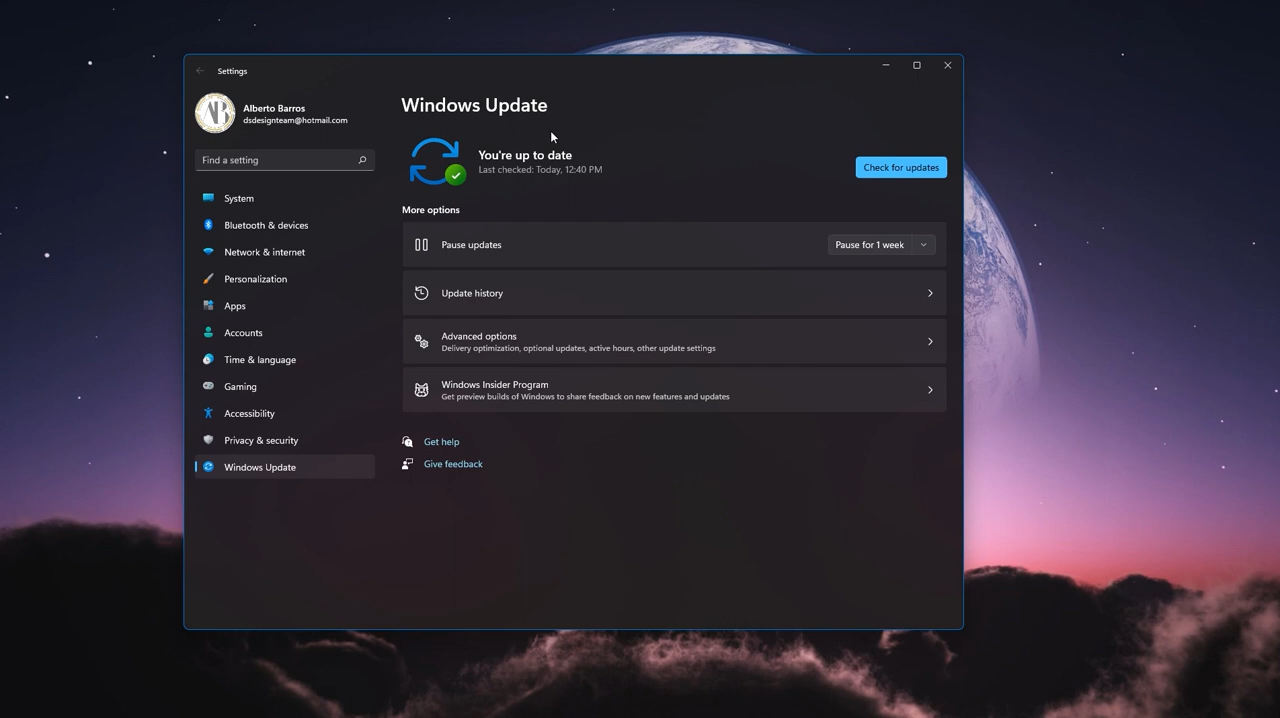 Settings
Alberto Barros
dsdesignteam@hotmail.com
Find a setting
System
Bluetooth & devices
Network & internet
Personalization
Apps
Accounts
Time & language
Gaming
Accessibility
Privacy & security
Windows Update
Windows Update
You're up to date
Last checked: Today, 12:40 PM
Check for updates
More options
Pause updates
Pause for 1 week
Update history
Advanced options
Delivery optimization, optional updates, active hours, other update settings
Windows Insider Program
Get preview builds of Windows to share feedback on new features and updates
Get help
Give feedback